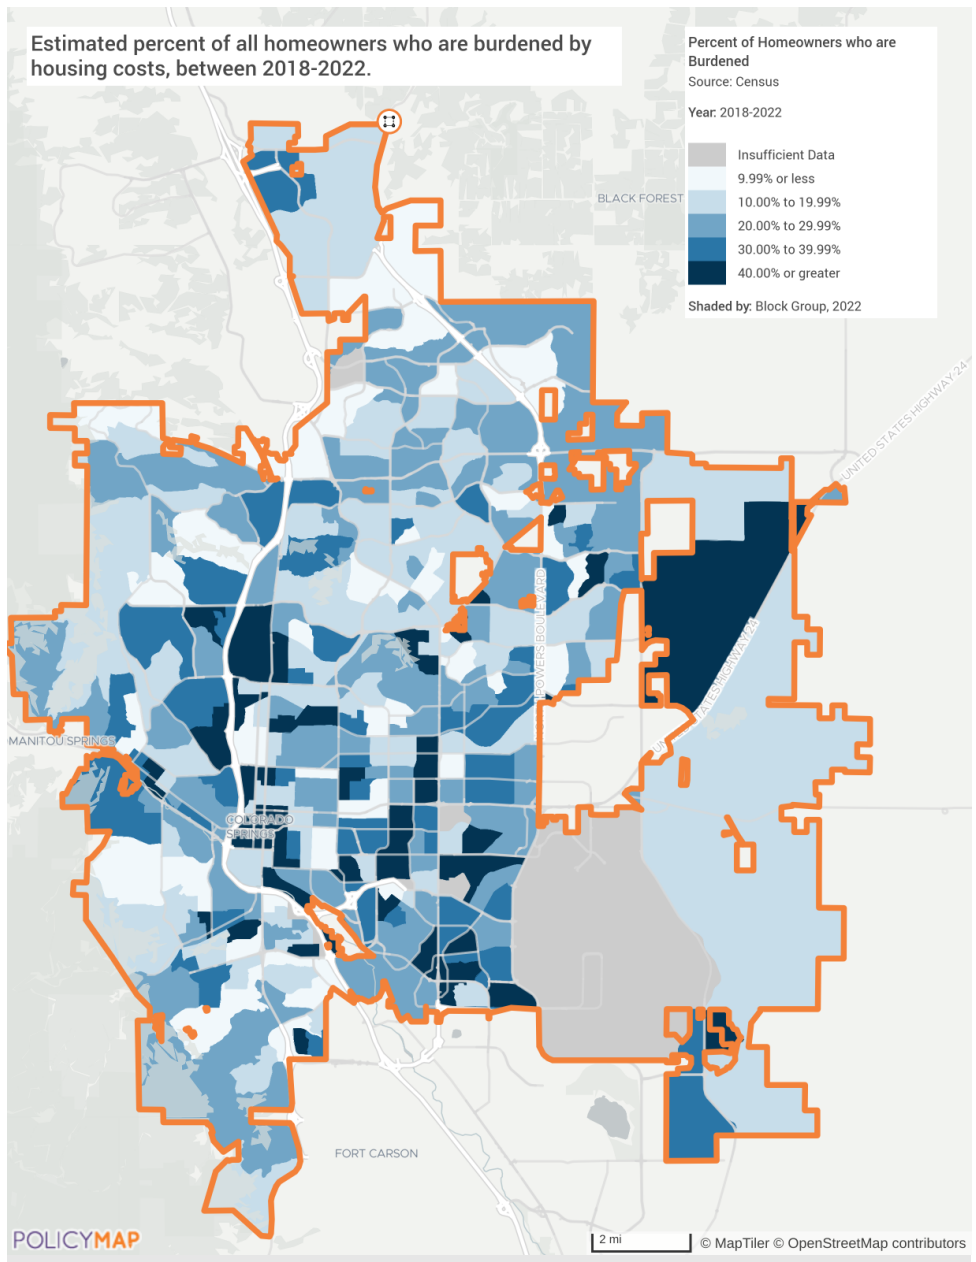 Estimated percent of all homeowners who are burdened by
housing costs, between 2018-2022.
Percent of Homeowners who are
Burdened
Source: Census
Year: 2018-2022
Insufficient Data
9.99% or less
10.00% to 19.99%
20.00% to 29.99%
30.00% to 39.99%
40.00% or greater
Shaded by: Block Group, 2022
BLACK FOREST
UNITED STATES HIGHWAY 24
POWERS BOULEVARD
TATES HIGHWAY 24
MANITOU SPRINGS
COLORADO
SPRINGS
FORT CARSON
POLICYMAP
2 mi
© MapTiler © OpenStreetMap contributors